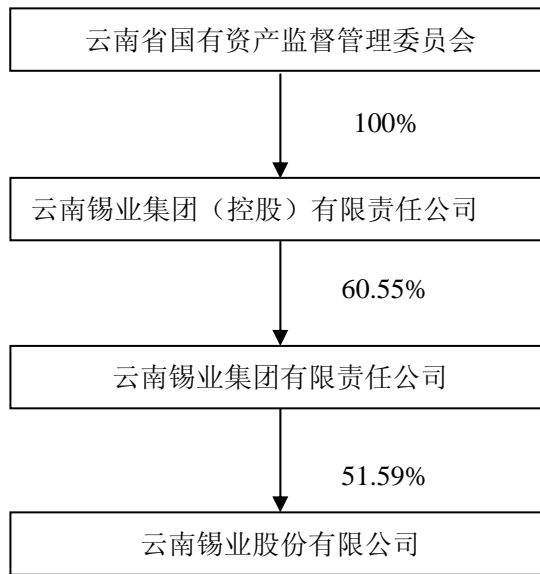 云南省国有资产监督管理委员会
100%
云南锡业集团（控股）有限责任公司
60.55%
云南锡业集团有限责任公司
51.59%
云南锡业股份有限公司